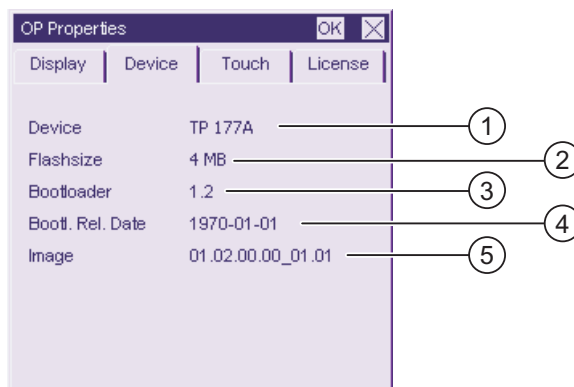 OP Properties OK
Display Device Touch License
Device TP 177A 1
Flashsize 4 MB 2
Bootloader 1.2 3
Bootl. Rel. Date 1970-01-01 4
Image 01.02.00.00_01.01 5